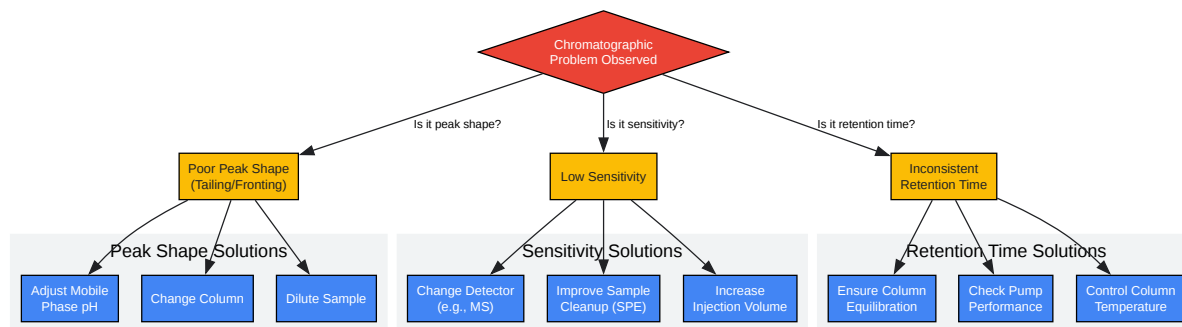 Chromatographic
Problem Observed
Is it peak shape?
Is it sensitivity?
Is it retention time?
Poor Peak Shape
(Tailing/Fronting)
Low Sensitivity
Inconsistent
Retention Time
Peak Shape Solutions
Sensitivity Solutions
Retention Time Solutions
Adjust Mobile
Phase pH
Change Column
Dilute Sample
Change Detector
(e.g., MS)
Improve Sample
Cleanup (SPE)
Increase
Injection Volume
Ensure Column
Equilibration
Check Pump
Performance
Control Column
Temperature